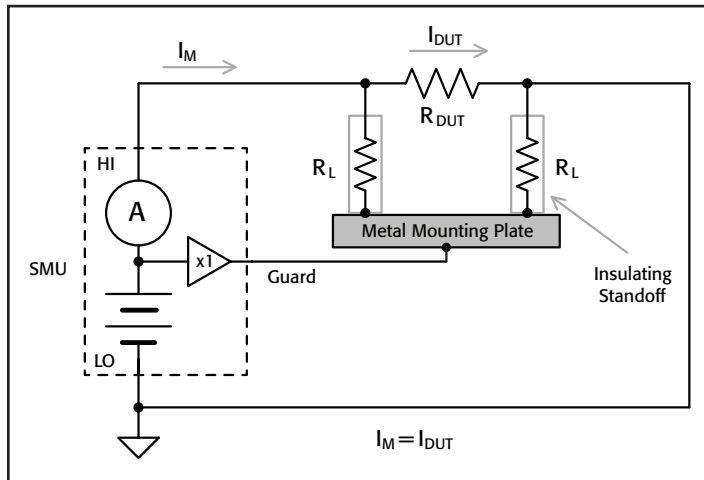 I_M
I_DUT
R_DUT
HI
R_L
R_L
A
Metal Mounting Plate
SMU
x1
Guard
Insulating
Standoff
LO
I_M = I_DUT